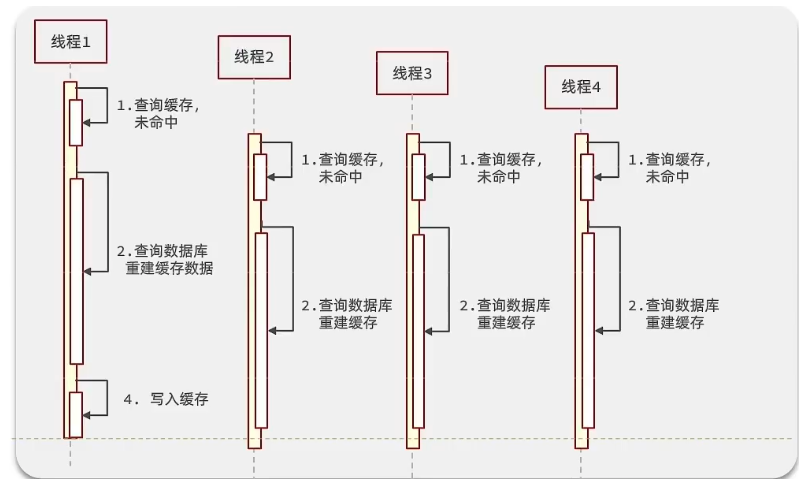 线程1
线程2
线程3
线程4
1.查询缓存,
未命中
1.查询缓存,
未命中
1.查询缓存,
未命中
1.查询缓存,
未命中
2.查询数据库
重建缓存数据
2.查询数据库
重建缓存
2.查询数据库
重建缓存
2.查询数据库
重建缓存
4. 写入缓存